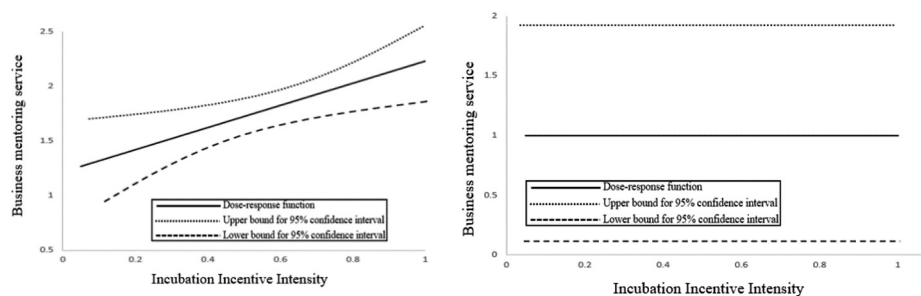 Business mentoring service
2.5
2
1.5
1
0.5
Dose-response function
Upper bound for 95% confidence interval
Lower bound for 95% confidence interval
0
0.2
0.4
0.6
0.8
1
Incubation Incentive Intensity
Business mentoring service
2
1.5
1
0.5
0
Dose-response function
Upper bound for 95% confidence interval
Lower bound for 95% confidence interval
0
0.2
0.4
0.6
0.8
1
Incubation Incentive Intensity